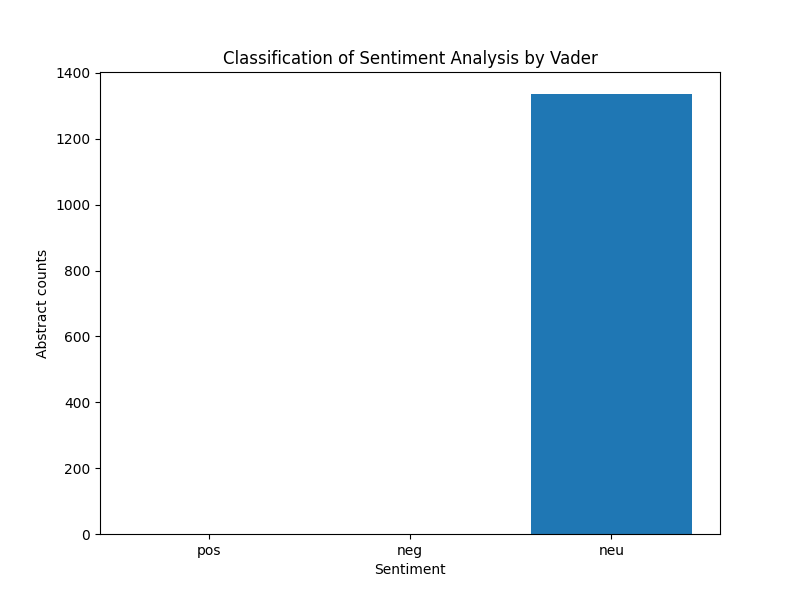 Classification of Sentiment Analysis by Vader
1400
1200
1000
800
600
400
200
0
Abstract counts
pos
neg
neu
Sentiment